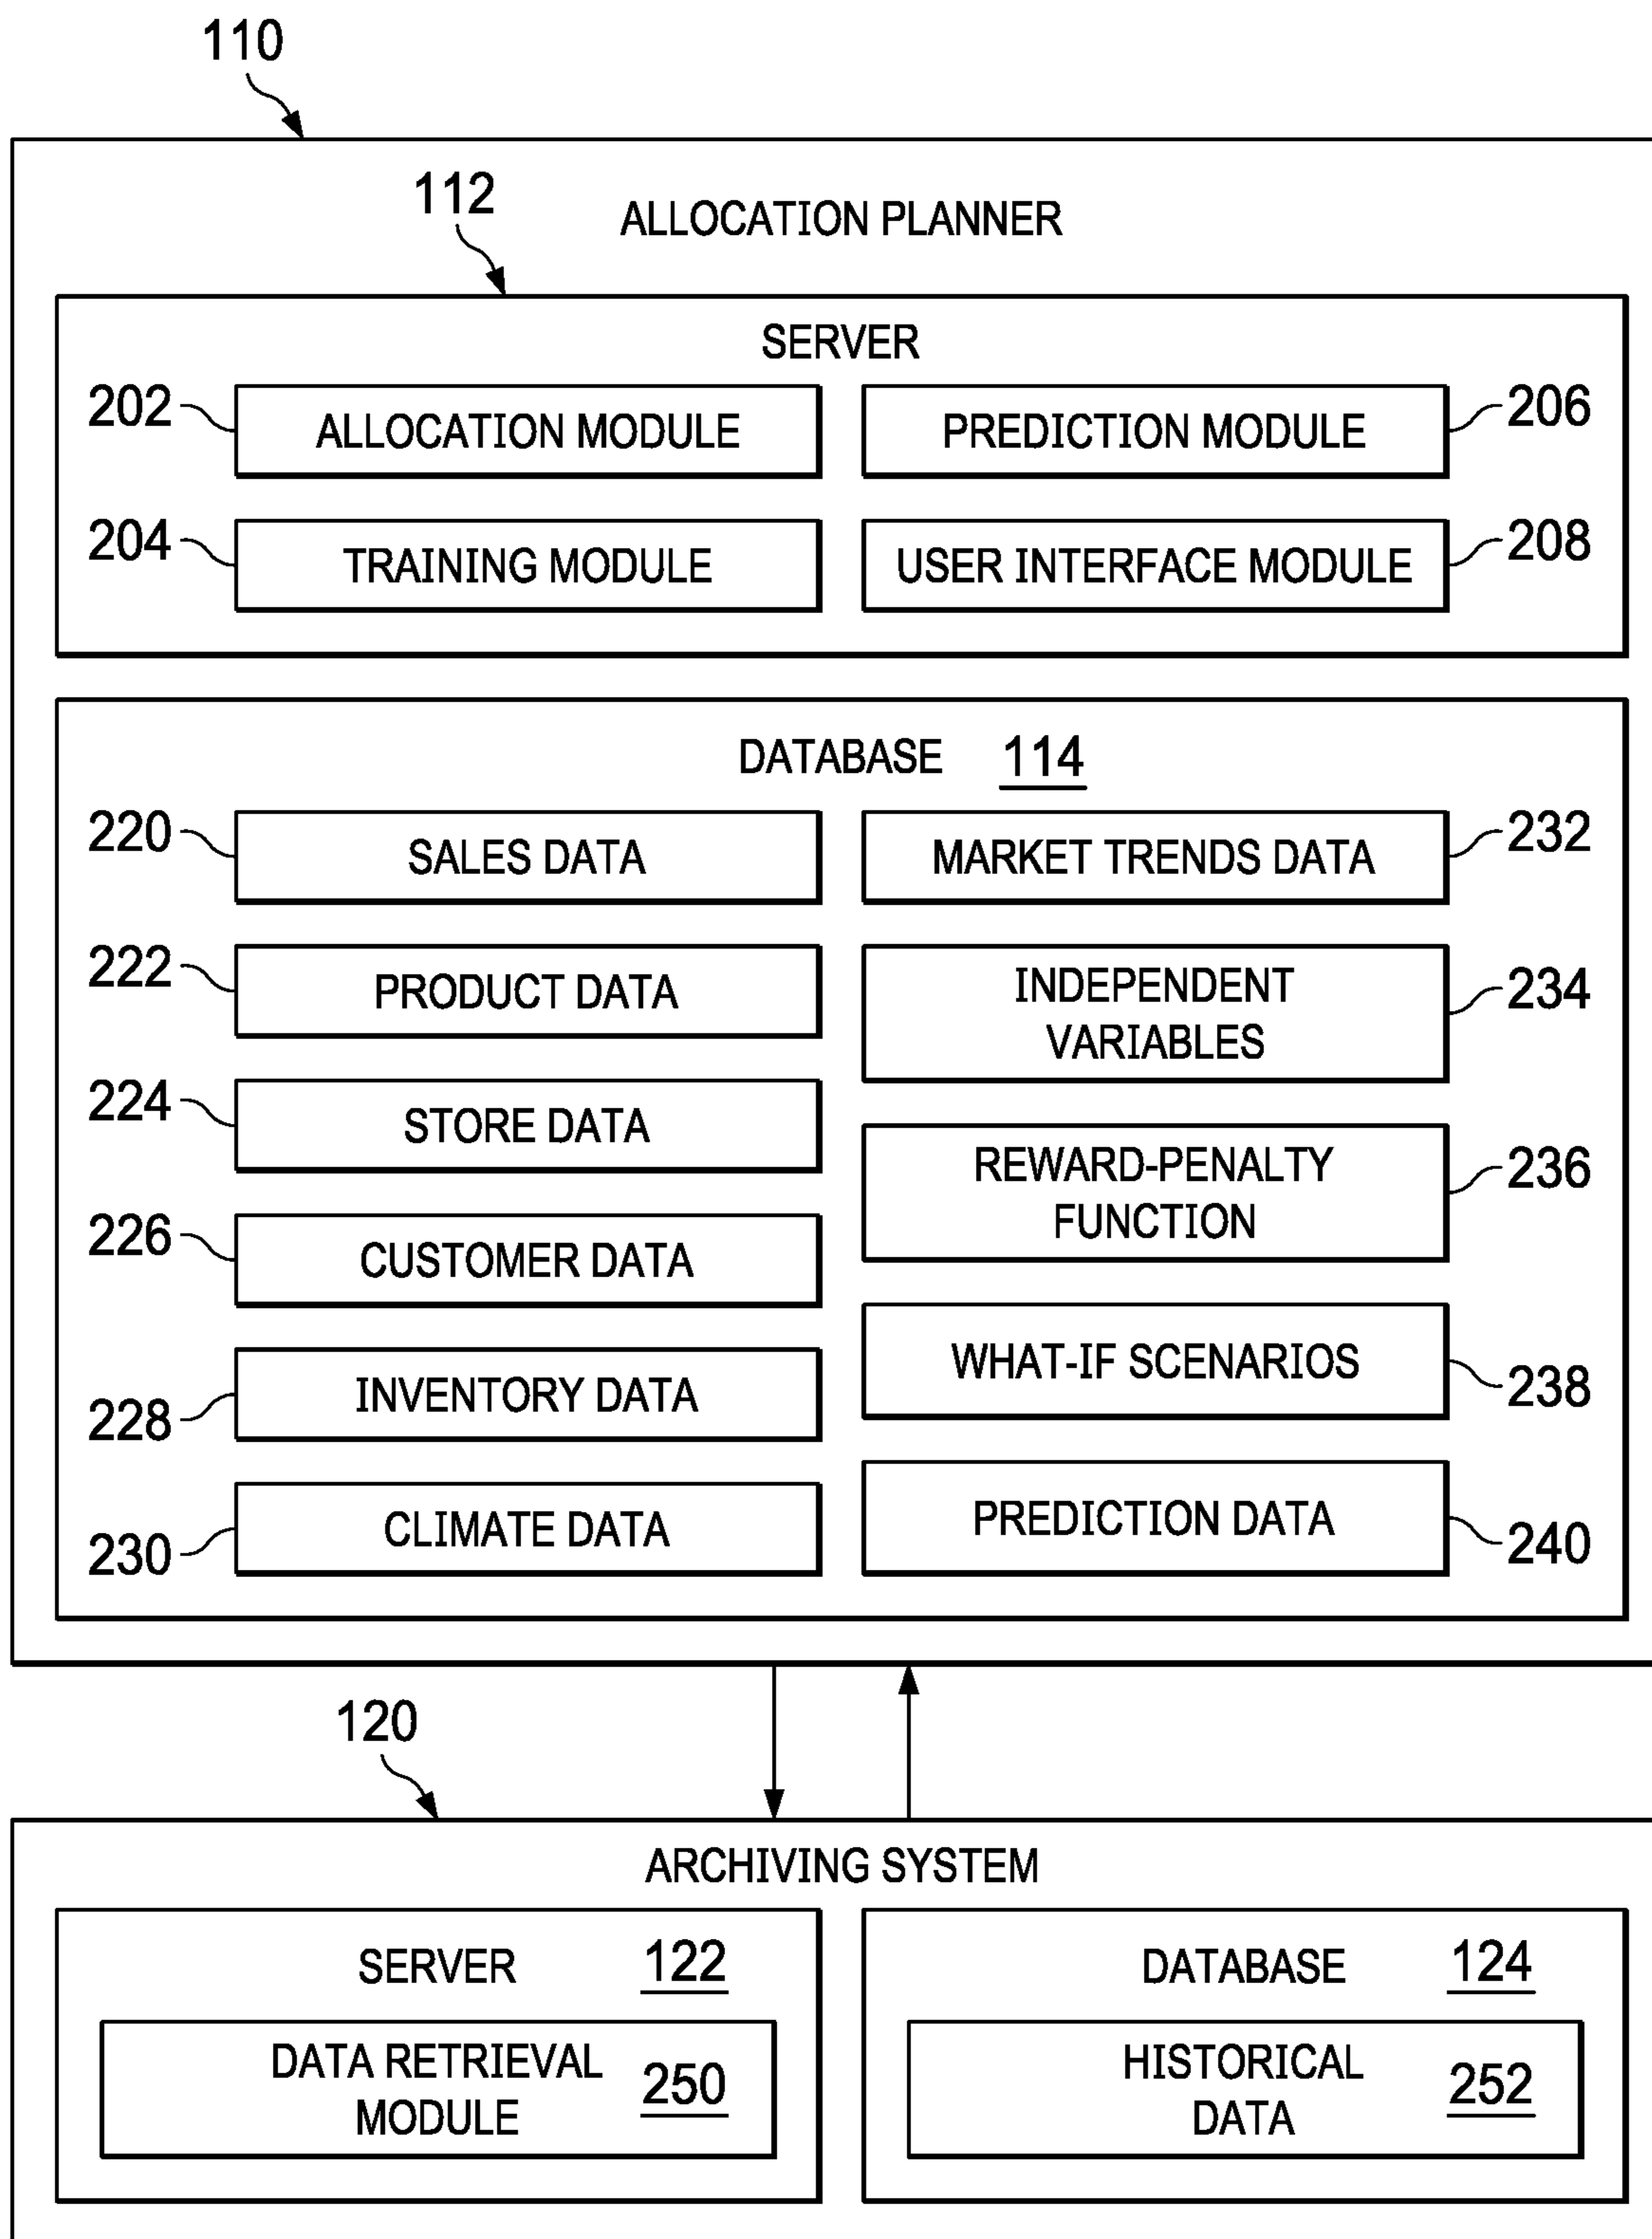 110
112
ALLOCATION PLANNER
SERVER
202
ALLOCATION MODULE
PREDICTION MODULE
206
204
TRAINING MODULE
USER INTERFACE MODULE
208
DATABASE 114
220
SALES DATA
MARKET TRENDS DATA
232
222
PRODUCT DATA
INDEPENDENT
VARIABLES
234
224
STORE DATA
REWARD-PENALTY
FUNCTION
236
226
CUSTOMER DATA
WHAT-IF SCENARIOS
238
228
INVENTORY DATA
PREDICTION DATA
240
230
CLIMATE DATA
120
ARCHIVING SYSTEM
SERVER 122
DATA RETRIEVAL
MODULE
250
DATABASE 124
HISTORICAL
DATA
252